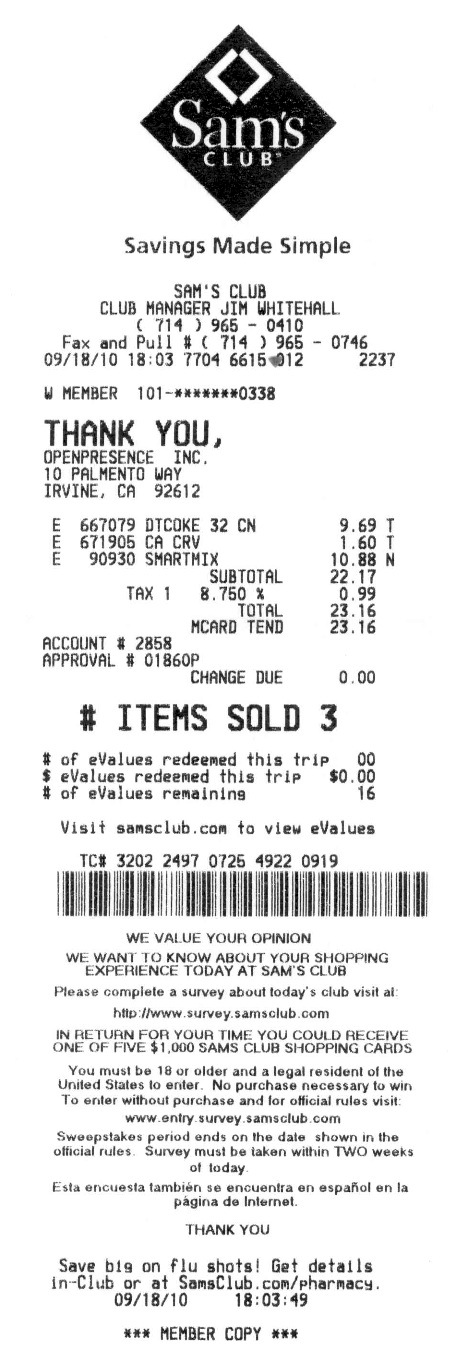 Sam's
CLUB
Savings Made Simple
SAM'S CLUB
CLUB MANAGER JIM WHITEHALL
( 714 ) 965 - 0410
Fax and Pull # ( 714 ) 965 - 0746
09/18/10 18:03 7704 6615 012 2237
W MEMBER 101-*******0338
THANK YOU,
OPENPRESENCE INC.
10 PALMENTO WAY
IRVINE, CA 92612
E 667079 DTCOKE 32 CN 9.69 T
E 671905 CA CRV 1.60 T
E 90930 SMARTMIX 10.88 N
SUBTOTAL 22.17
TAX 1 8.750 % 0.99
TOTAL 23.16
MCARD TEND 23.16
ACCOUNT # 2858
APPROVAL # 01860P
CHANGE DUE 0.00
# ITEMS SOLD 3
# of eValues redeemed this trip 00
$ eValues redeemed this trip $0.00
# of eValues remaining 16
Visit samsclub.com to view eValues
TC# 3202 2497 0725 4922 0919
WE VALUE YOUR OPINION
WE WANT TO KNOW ABOUT YOUR SHOPPING
EXPERIENCE TODAY AT SAM'S CLUB
Please complete a survey about today's club visit at:
http://www.survey.samsclub.com
IN RETURN FOR YOUR TIME YOU COULD RECEIVE
ONE OF FIVE $1,000 SAMS CLUB SHOPPING CARDS
You must be 18 or older and a legal resident of the
United States to enter. No purchase necessary to win
To enter without purchase and for official rules visit:
www.entry.survey.samsclub.com
Sweepstakes period ends on the date shown in the
official rules. Survey must be taken within TWO weeks
of today.
Esta encuesta también se encuentra en español en la
página de Internet.
THANK YOU
Save big on flu shots! Get details
in-Club or at SamsClub.com/pharmacy.
09/18/10 18:03:49
*** MEMBER COPY ***